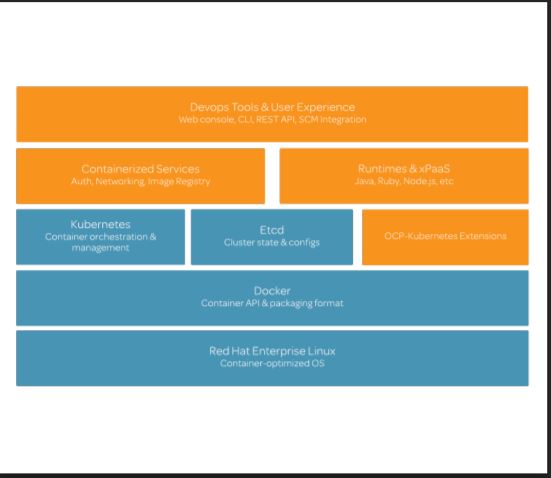 Devops Tools & User Experience
Web console, CLI, REST API, SCM Integration
Containerized Services
Auth, Networking, Image Registry
Runtimes & xPaaS
Java, Ruby, Node.js, etc
Kubernetes
Container orchestration &
management
Etcd
Cluster state & configs
OCP-Kubernetes Extensions
Docker
Container API & packaging format
Red Hat Enterprise Linux
Container-optimized OS